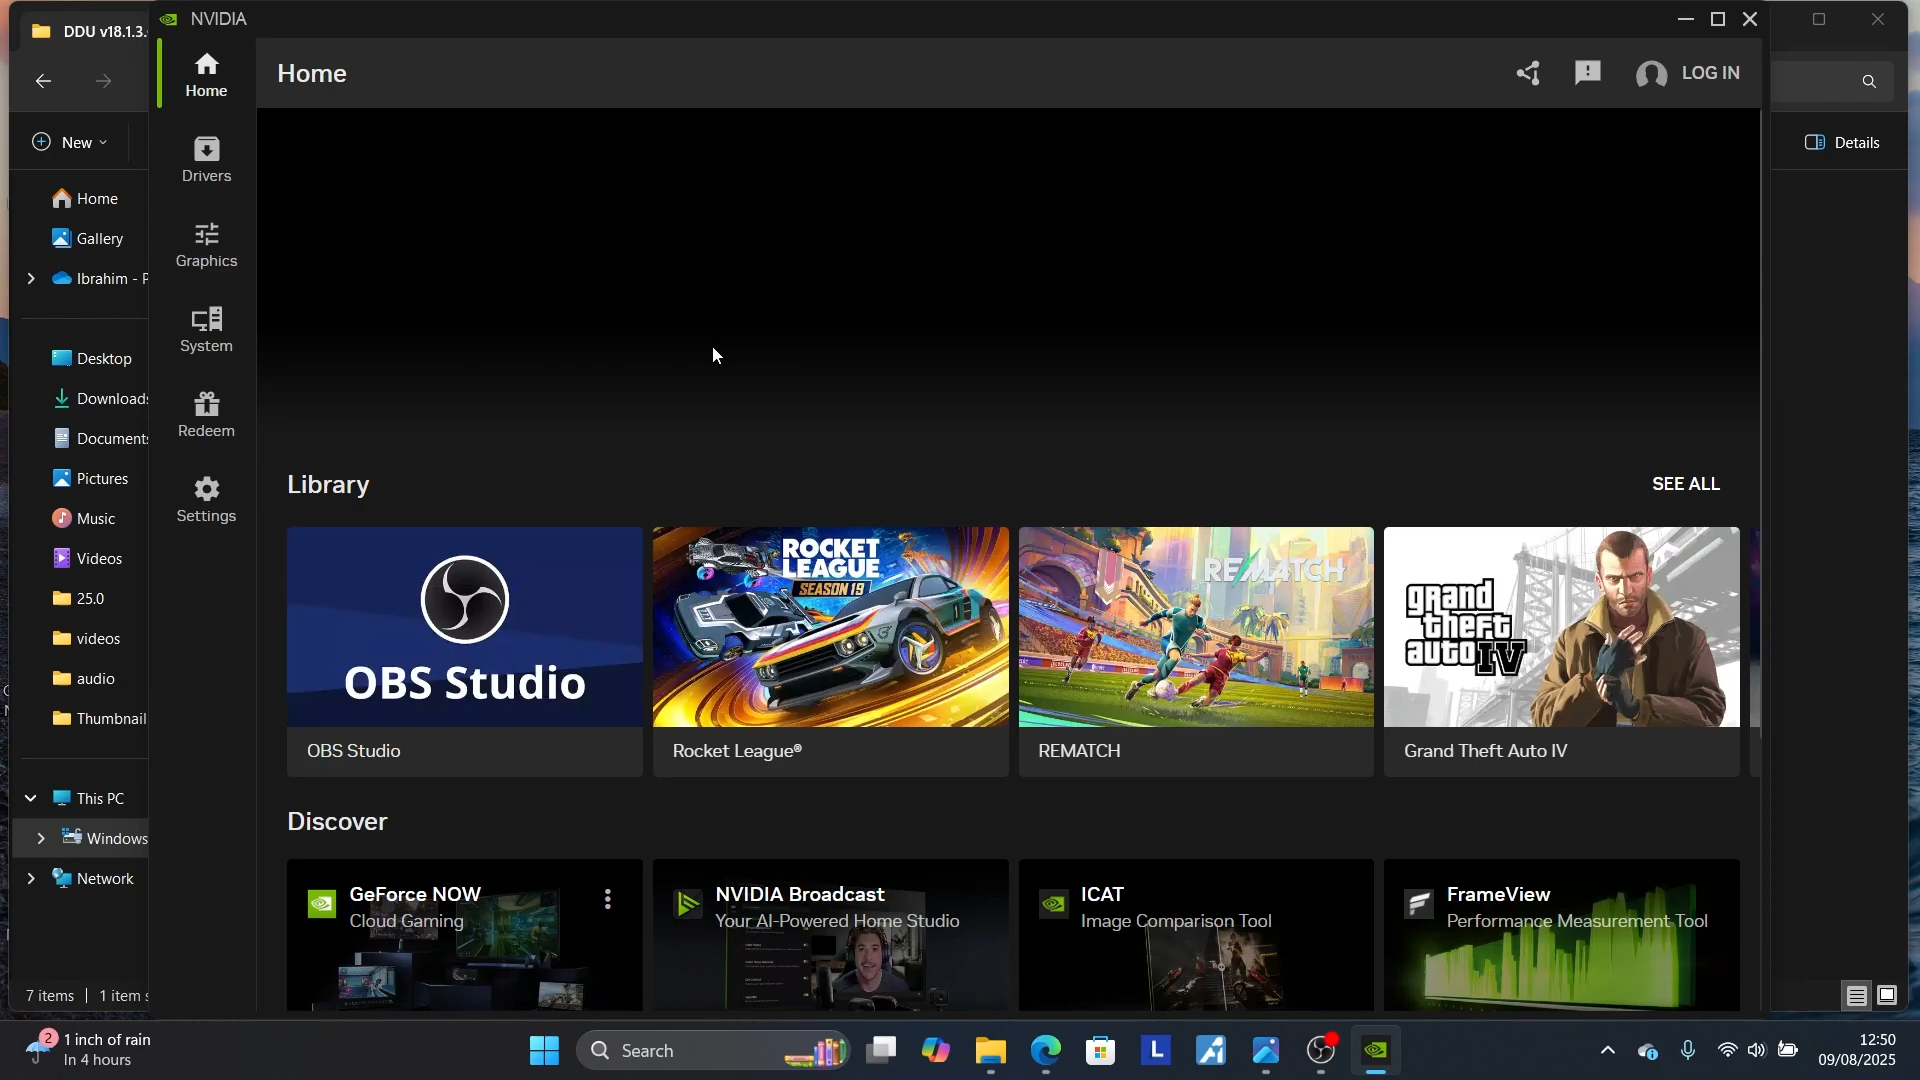 DDU v18.1.3.
NVIDIA
Home
Home
LOG IN
New
Details
Drivers
Home
Gallery
Graphics
Ibrahim - P
System
Desktop
Downloads
Redeem
Documents
Pictures
Library
SEE ALL
Settings
Music
Videos
25.0
videos
audio
Thumbnail
OBS Studio
ROCKET
LEAGUE
SEASON 19
REMATCH
grand
theft
auto IV
OBS Studio
Rocket League®
REMATCH
Grand Theft Auto IV
This PC
Discover
Windows
Network
GeForce NOW
Cloud Gaming
NVIDIA Broadcast
Your AI-Powered Home Studio
ICAT
Image Comparison Tool
FrameView
Performance Measurement Tool
7 items
1 item s
2
1 inch of rain
In 4 hours
Search
L
12:50
09/08/2025